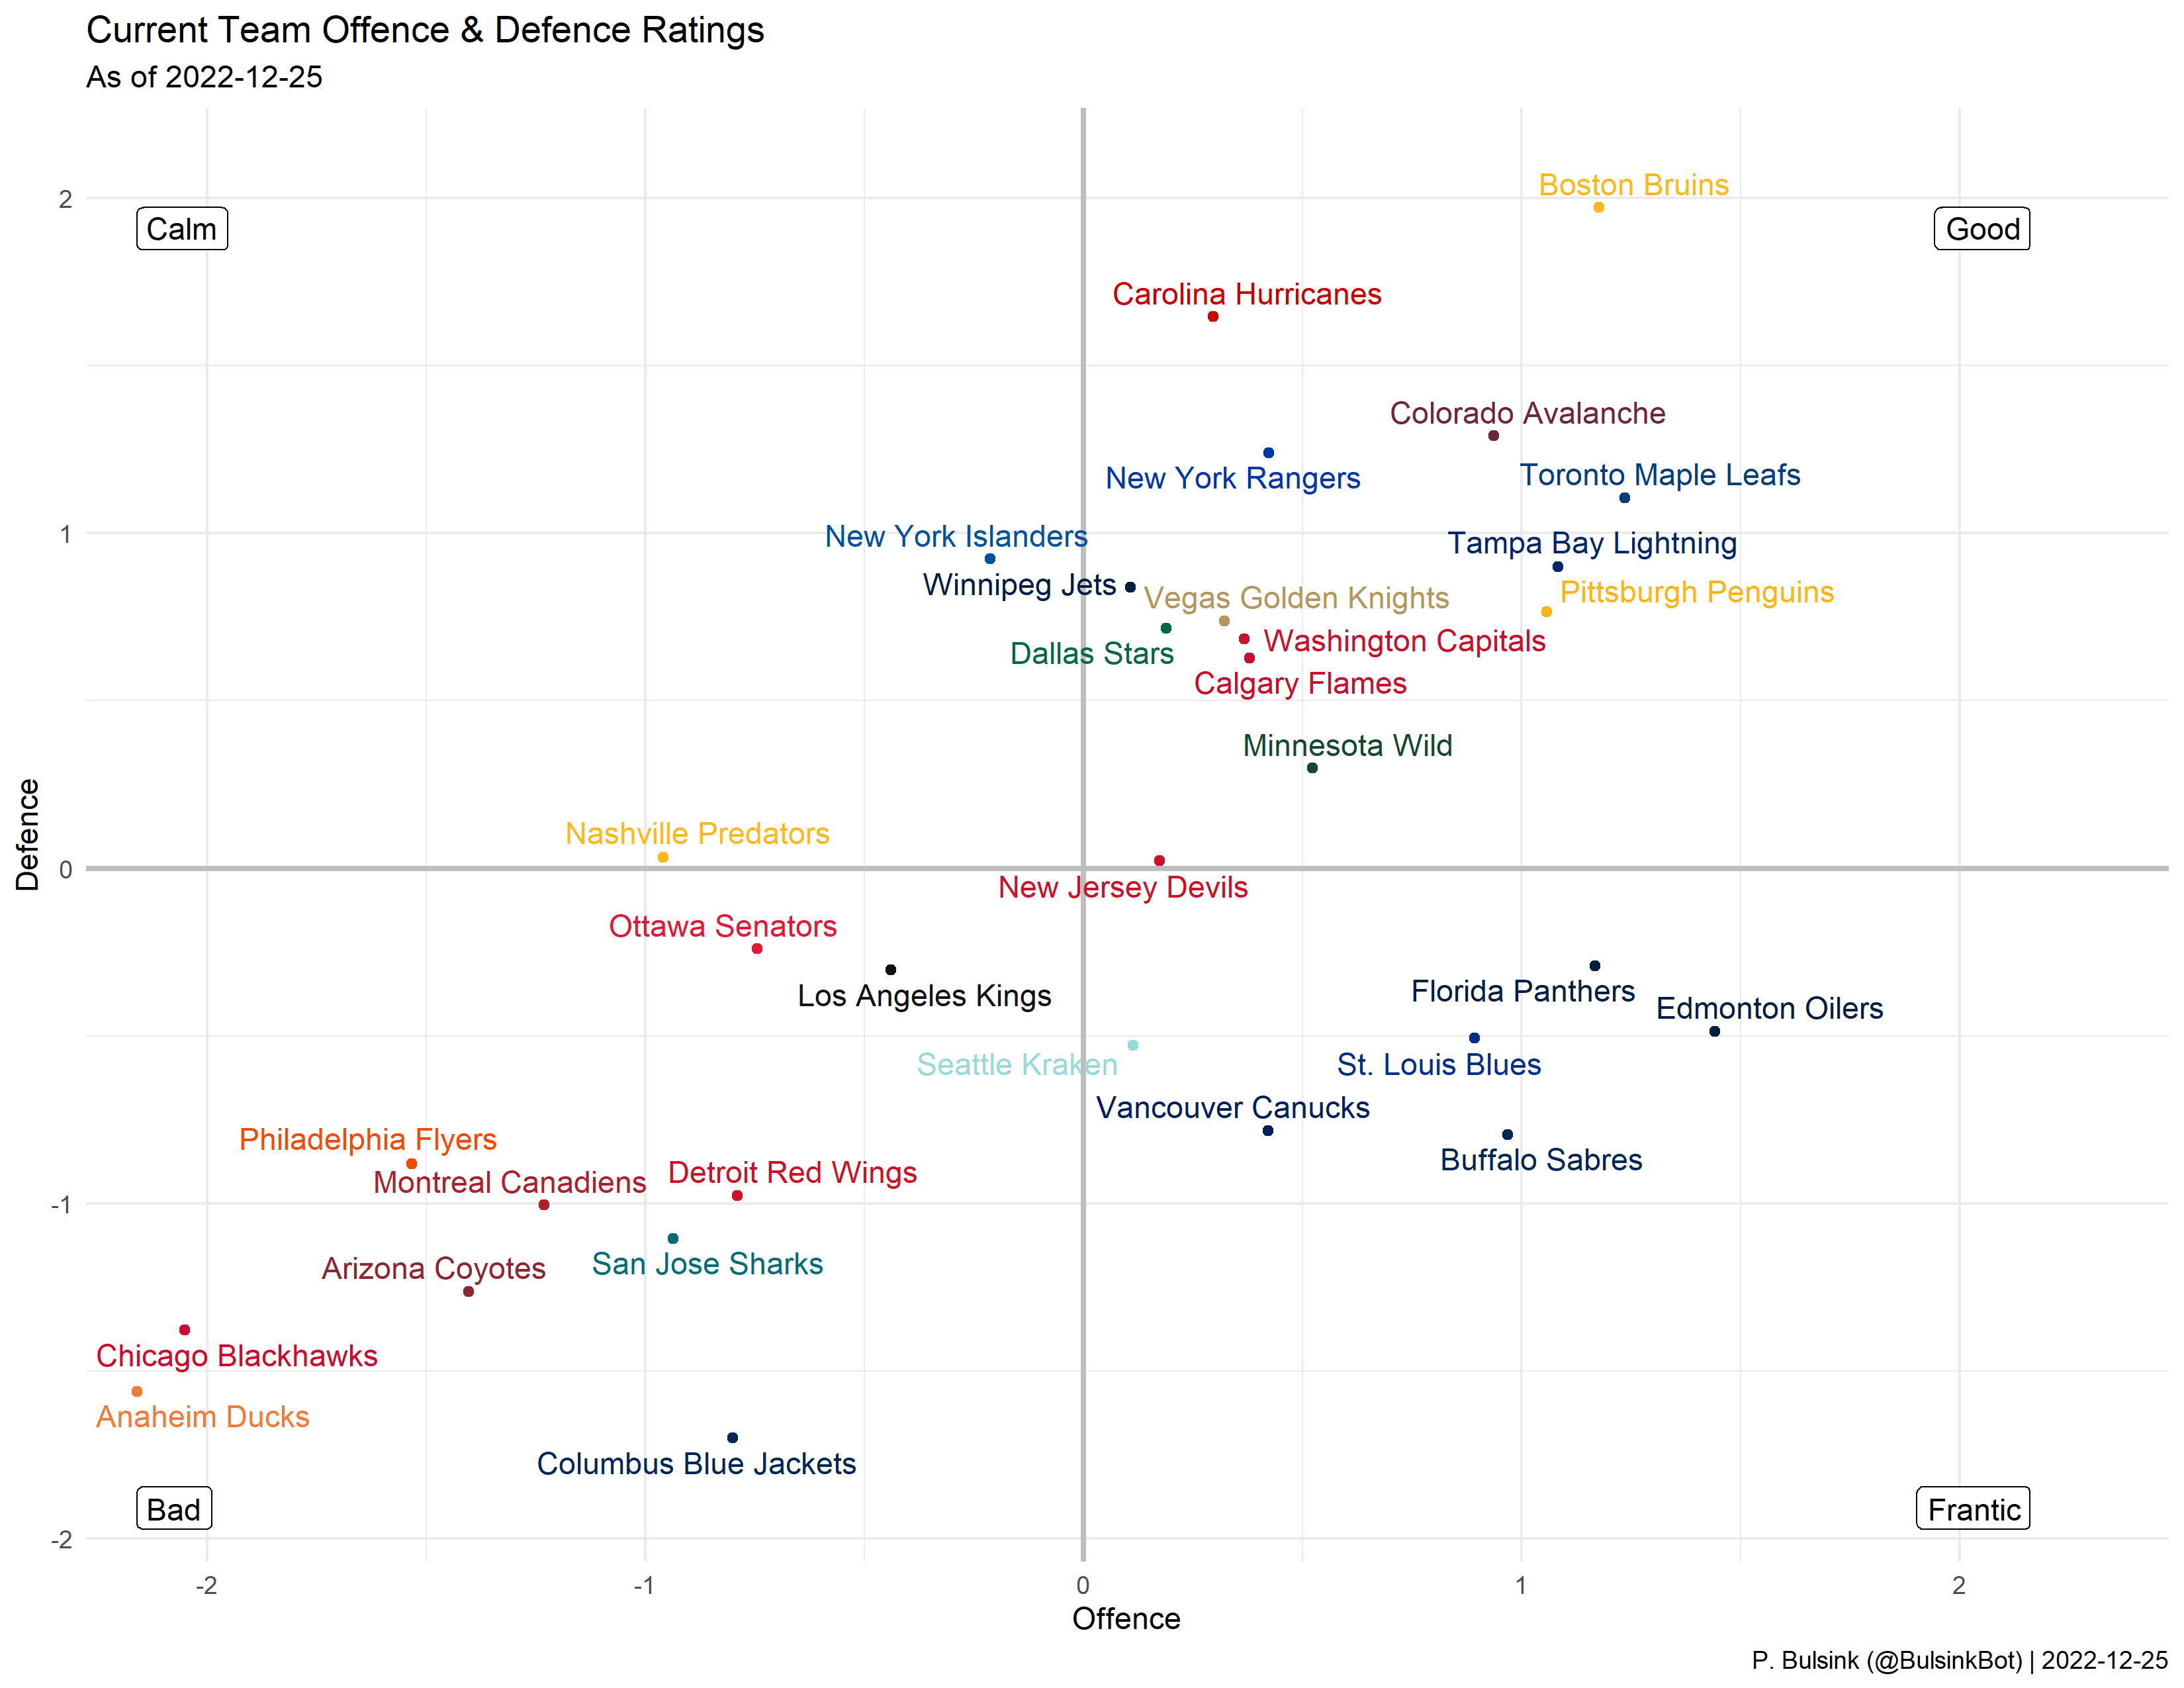 Current Team Offence & Defence Ratings
As of 2022-12-25
Boston Bruins
2
Calm
Good
Carolina Hurricanes
Colorado Avalanche
Toronto Maple Leafs
New York Rangers
1
New York Islanders
Tampa Bay Lightning
Winnipeg Jets
Pittsburgh Penguins
Vegas Golden Knights
Washington Capitals
Dallas Stars
Calgary Flames
Minnesota Wild
Defence
Nashville Predators
0
New Jersey Devils
Ottawa Senators
Los Angeles Kings
Florida Panthers
Edmonton Oilers
Seattle Kraken
St. Louis Blues
Vancouver Canucks
Philadelphia Flyers
Buffalo Sabres
Detroit Red Wings
Montreal Canadiens
-1
San Jose Sharks
Arizona Coyotes
Chicago Blackhawks
Anaheim Ducks
Columbus Blue Jackets
Bad
Frantic
-2
-2 -1 0 1 2
Offence
P. Bulsink (@BulsinkBot) | 2022-12-25